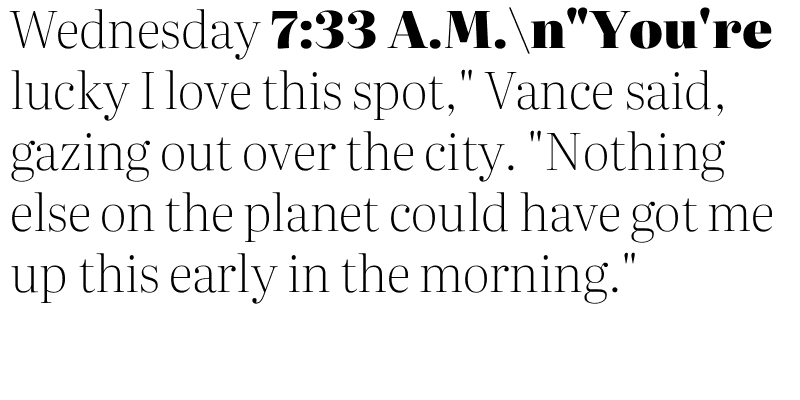 Wednesday 7:33 A.M.\n"You're
lucky I love this spot," Vance said,
gazing out over the city. "Nothing
else on the planet could have got me
up this early in the morning."